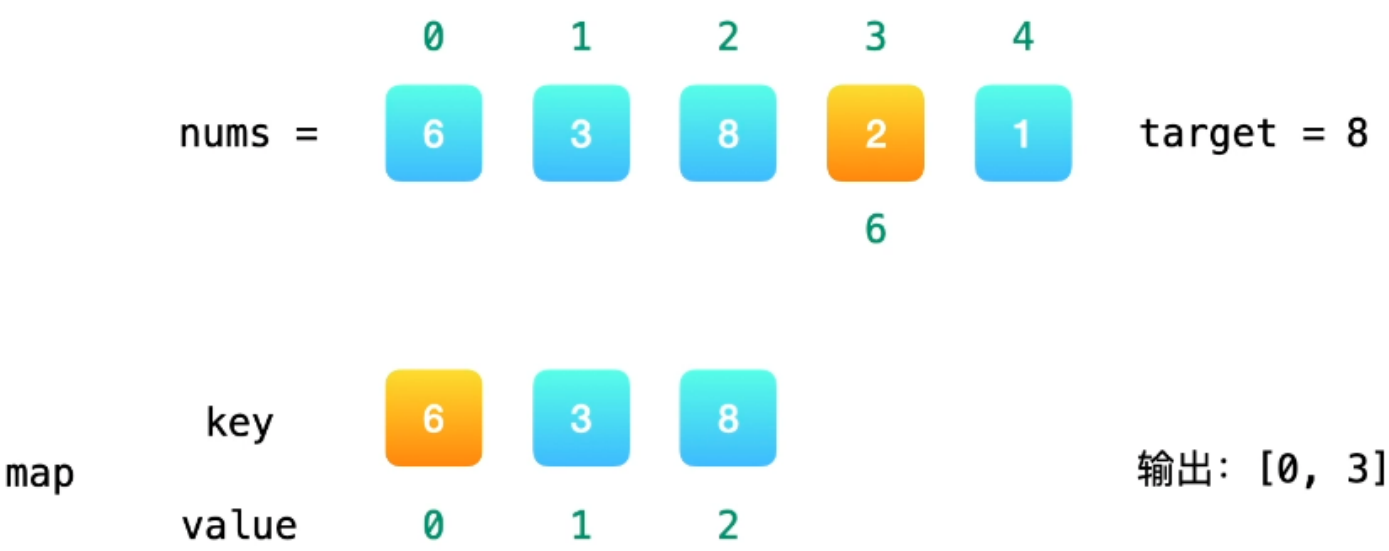 0 1 2 3 4
nums = 6 3 8 2 1 target = 8
6
key 6 3 8
map 输出: [0, 3]
value 0 1 2